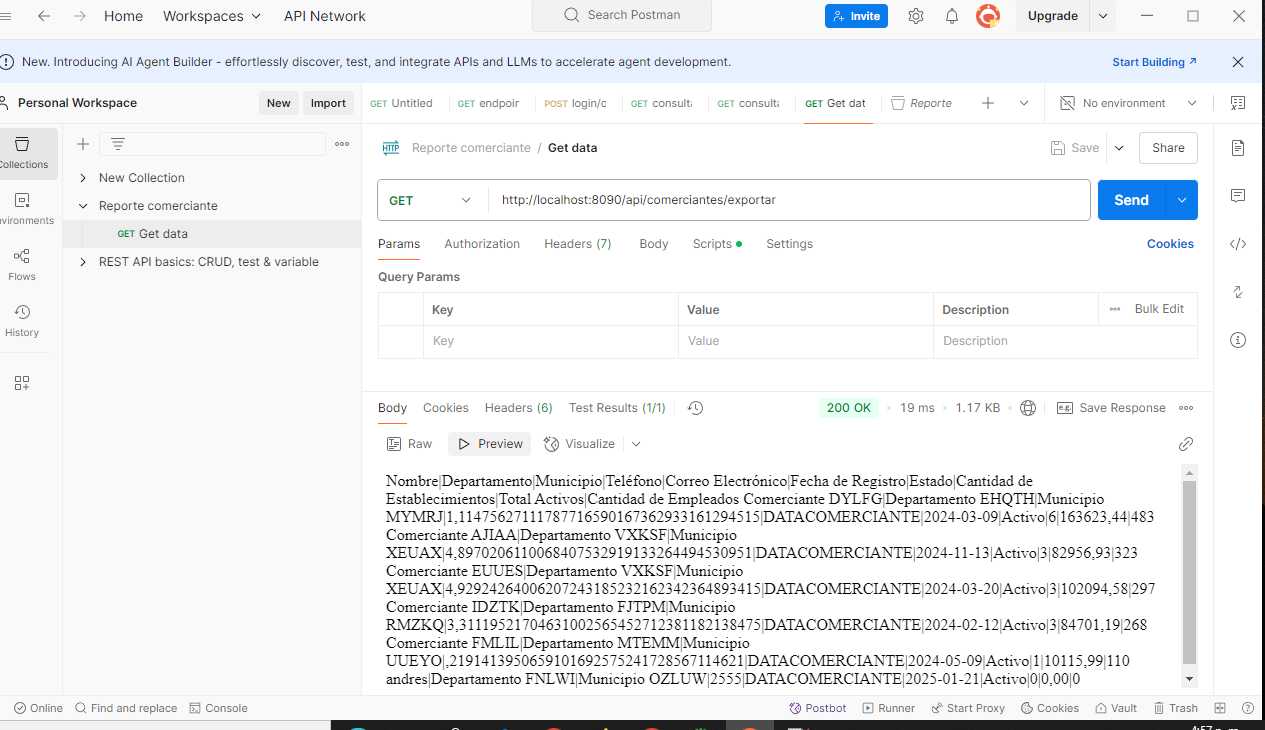 Home
Workspaces
API Network
Search Postman
Invite
Upgrade
New. Introducing AI Agent Builder - effortlessly discover, test, and integrate APIs and LLMs to accelerate agent development.
Start Building
Personal Workspace
New
Import
GET Untitled
GET endpoir
POST login/c
GET consulta
GET consulta
GET Get dat
Reporte
No environment
Collections
HTTP
Reporte comerciante / Get data
Save
Share
New Collection
Reporte comerciante
GET Get data
REST API basics: CRUD, test & variable
GET
http://localhost:8090/api/comerciantes/exportar
Send
nvironments
Flows
History
Params
Authorization
Headers (7)
Body
Scripts
Settings
Cookies
Query Params
Key
Value
Description
Bulk Edit
Key
Value
Description
Body
Cookies
Headers (6)
Test Results (1/1)
200 OK
19 ms
1.17 KB
e.g.
Save Response
Raw
Preview
Visualize
Nombre|Departamento|Municipio|Teléfono|Correo Electrónico|Fecha de Registro|Estado|Cantidad de
Establecimientos|Total Activos|Cantidad de Empleados Comerciante DYLFG|Departamento EHQTH|Municipio
MYMRJ|1,11475627111787716590167362933161294515|DATACOMERCIANTE|2024-03-09|Activo|6|163623,44|483
Comerciante AJIAA|Departamento VXKSF|Municipio
XEUAX|4,89702061100684075329191332644945309​51|DATACOMERCIANTE|2024-11-13|Activo|3|82956,93|323
Comerciante EUUES|Departamento VXKSF|Municipio
XEUAX|4,92924264006207243185232162342364893415|DATACOMERCIANTE|2024-03-20|Activo|3|102094,58|297
Comerciante IDZTK|Departamento FJTPM|Municipio
RMZKQ|3,31119521704631002565452712381182138475|DATACOMERCIANTE|2024-02-12|Activo|3|84701,19|268
Comerciante FMLIL|Departamento MTEMM|Municipio
UUEYO|,219141395065910169257524172856711​4621|DATACOMERCIANTE|2024-05-09|Activo|1|10115,99|110
andres|Departamento FNLWI|Municipio OZLUW|2555|DATACOMERCIANTE|2025-01-21|Activo|0|0,00|0
Online
Find and replace
Console
Postbot
Runner
Start Proxy
Cookies
Vault
Trash